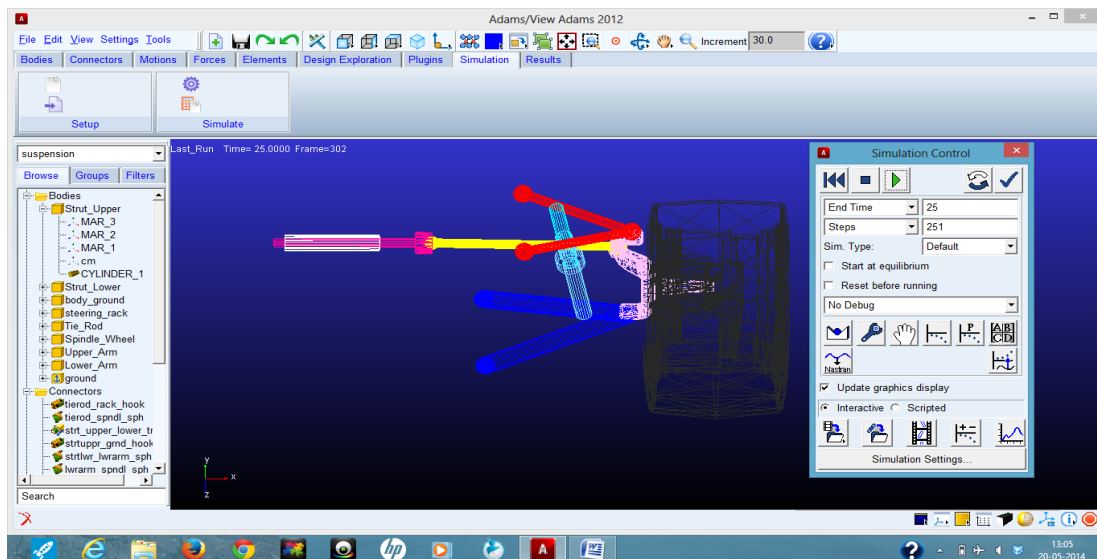 A
Adams/View Adams 2012
File Edit View Settings Tools
Increment 30.0
?
Bodies Connectors Motions Forces Elements Design Exploration Plugins Simulation Results
Setup
Simulate
suspension
Browse Groups Filters
Bodies
Strut_Upper
MAR_3
MAR_2
MAR_1
cm
CYLINDER_1
Strut_Lower
body_ground
steering_rack
Tie_Rod
Spindle_Wheel
Upper_Arm
Lower_Arm
ground
Connectors
tierod_rack_hook
tierod_spndl_sph
strt_upper_lower_tr
strtuppr_grnd_hook
strtlwr_lwrarm_sph
lwrarm_spndl_sph
Search
Last_Run Time= 25.0000 Frame=302
y
x
z
A
Simulation Control
End Time 25
Steps 251
Sim. Type: Default
Start at equilibrium
Reset before running
No Debug
P
AB
CD
Nastran
Update graphics display
Interactive Scripted
Simulation Settings...
hp
A
W
?
13:05
20-05-2014